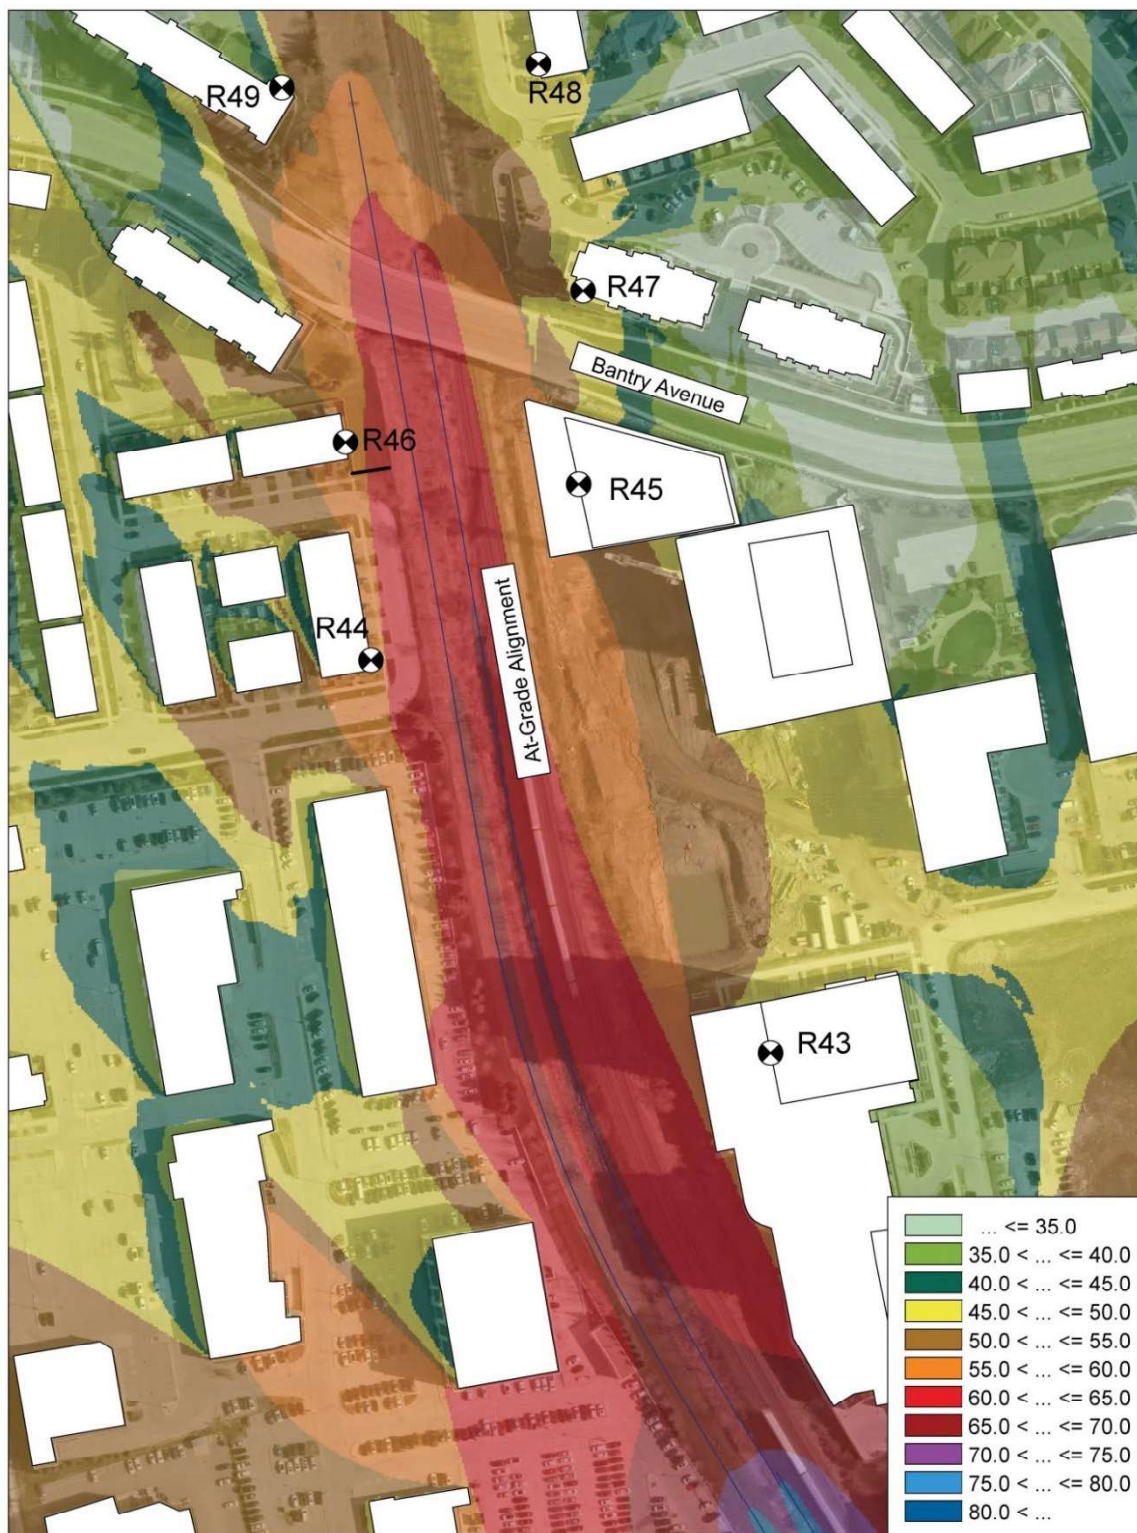 R49
R48
R47
Bantry Avenue
R46
R45
At-Grade Alignment
R44
R43
... <= 35.0
35.0 < ... <= 40.0
40.0 < ... <= 45.0
45.0 < ... <= 50.0
50.0 < ... <= 55.0
55.0 < ... <= 60.0
60.0 < ... <= 65.0
65.0 < ... <= 70.0
70.0 < ... <= 75.0
75.0 < ... <= 80.0
80.0 < ...